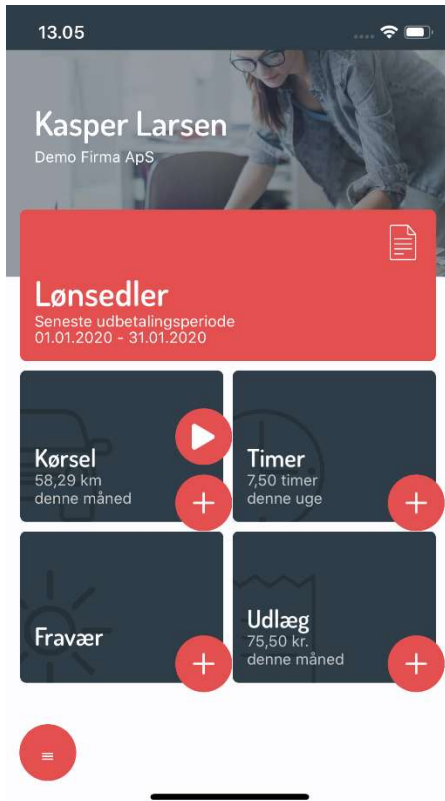 13.05
Kasper Larsen
Demo Firma ApS
Lønsedler
Seneste udbetalingsperiode
01.01.2020 - 31.01.2020
Kørsel
58,29 km
denne måned
Timer
7,50 timer
denne uge
Fravær
Udlæg
75,50 kr.
denne måned